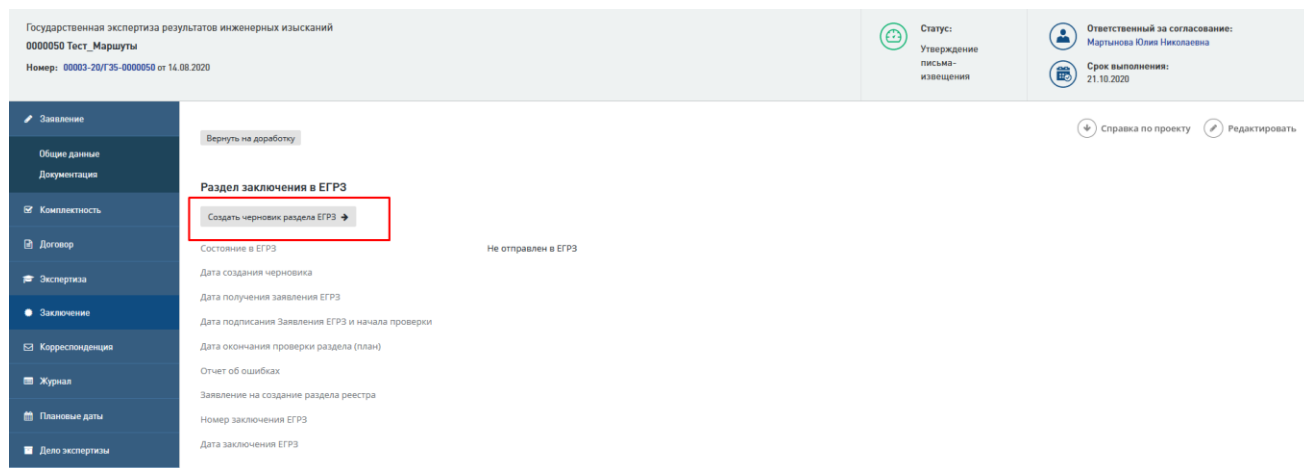 Государственная экспертиза результатов инженерных изысканий
0000050 Тест_Маршуты
Номер: 00003-20/Г35-0000050 от 14.08.2020
Статус:
Утверждение
письма-
извещения
Ответственный за согласование:
Мартынова Юлия Николаевна
Срок выполнения:
21.10.2020
Заявление
Общие данные
Документация
Комплектность
Договор
Экспертиза
Заключение
Корреспонденция
Журнал
Плановые даты
Дело экспертизы
Вернуть на доработку
Справка по проекту Редактировать
Раздел заключения в ЕГРЗ
Создать черновик раздела ЕГРЗ
Состояние в ЕГРЗ Не отправлен в ЕГРЗ
Дата создания черновика
Дата получения заявления ЕГРЗ
Дата подписания Заявления ЕГРЗ и начала проверки
Дата окончания проверки раздела (план)
Отчет об ошибках
Заявление на создание раздела реестра
Номер заключения ЕГРЗ
Дата заключения ЕГРЗ